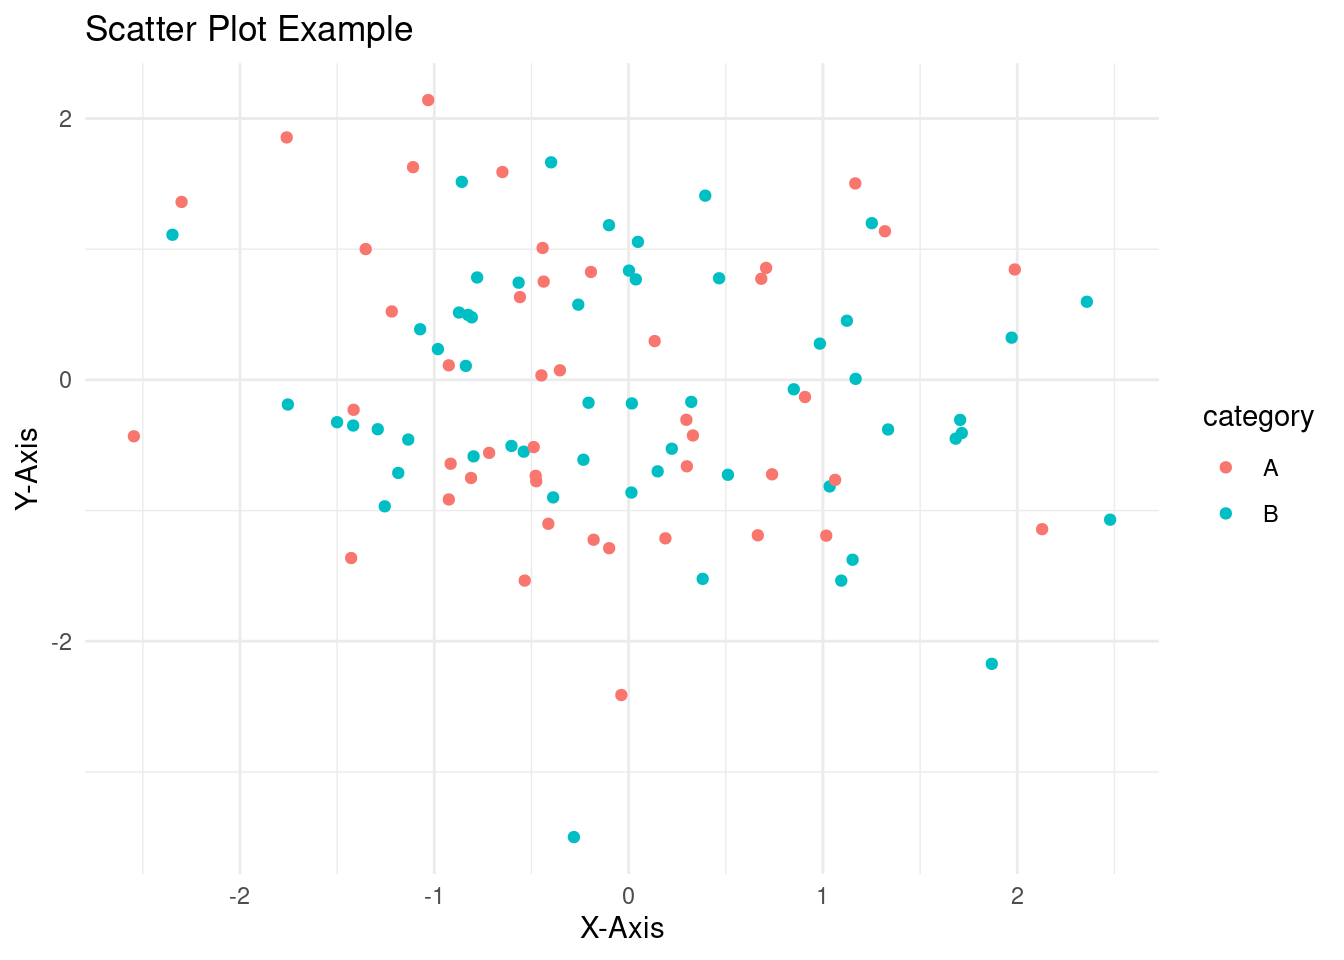 Scatter Plot Example
2
0
-2
Y-Axis
-2 -1 0 1 2
X-Axis
category
A
B